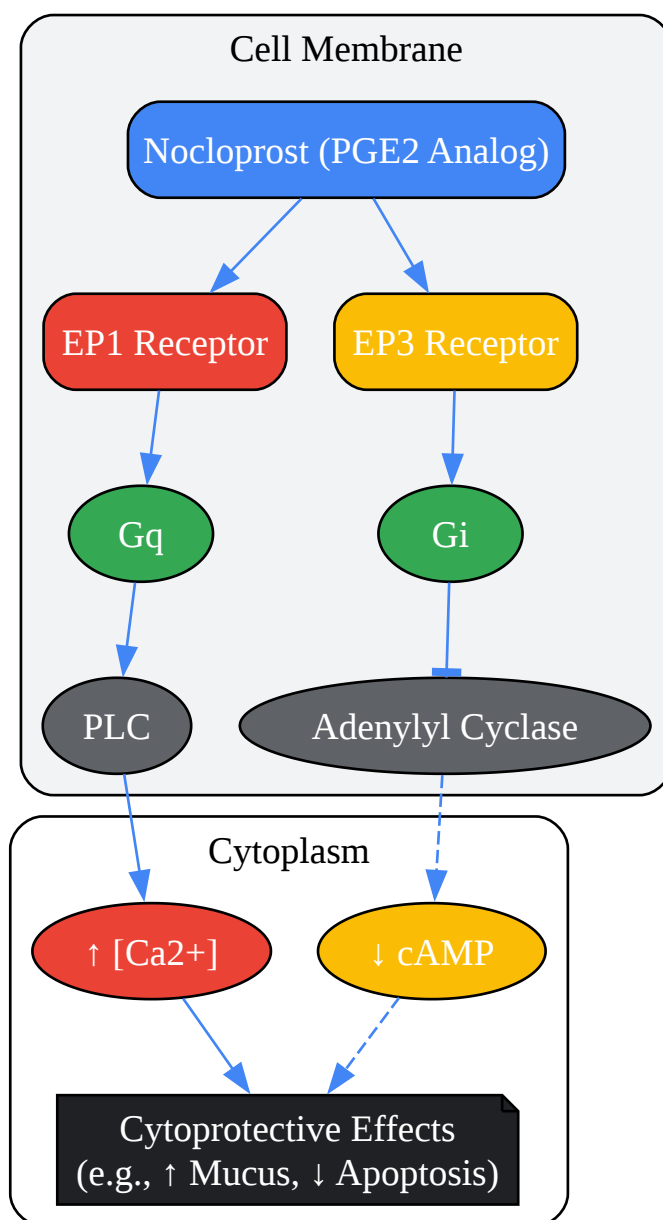 Cell Membrane
Nocloprost (PGE2 Analog)
EP1 Receptor
EP3 Receptor
Gq
Gi
PLC
Adenylyl Cyclase
Cytoplasm
↑ [Ca2+]
↓ cAMP
Cytoprotective Effects
(e.g., ↑ Mucus, ↓ Apoptosis)